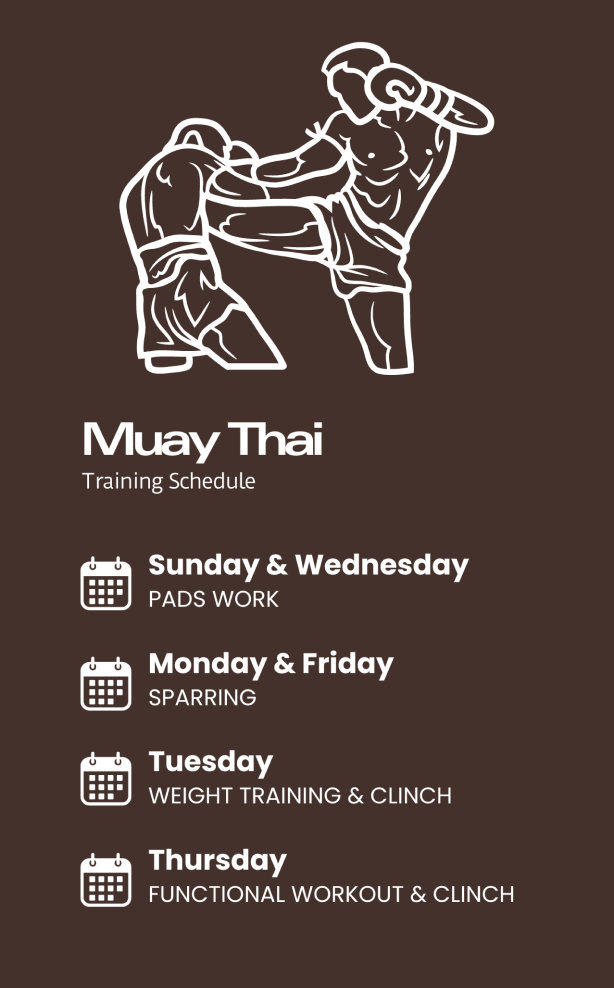 Muay Thai
Training Schedule
Sunday & Wednesday
PADS WORK
Monday & Friday
SPARRING
Tuesday
WEIGHT TRAINING & CLINCH
Thursday
FUNCTIONAL WORKOUT & CLINCH